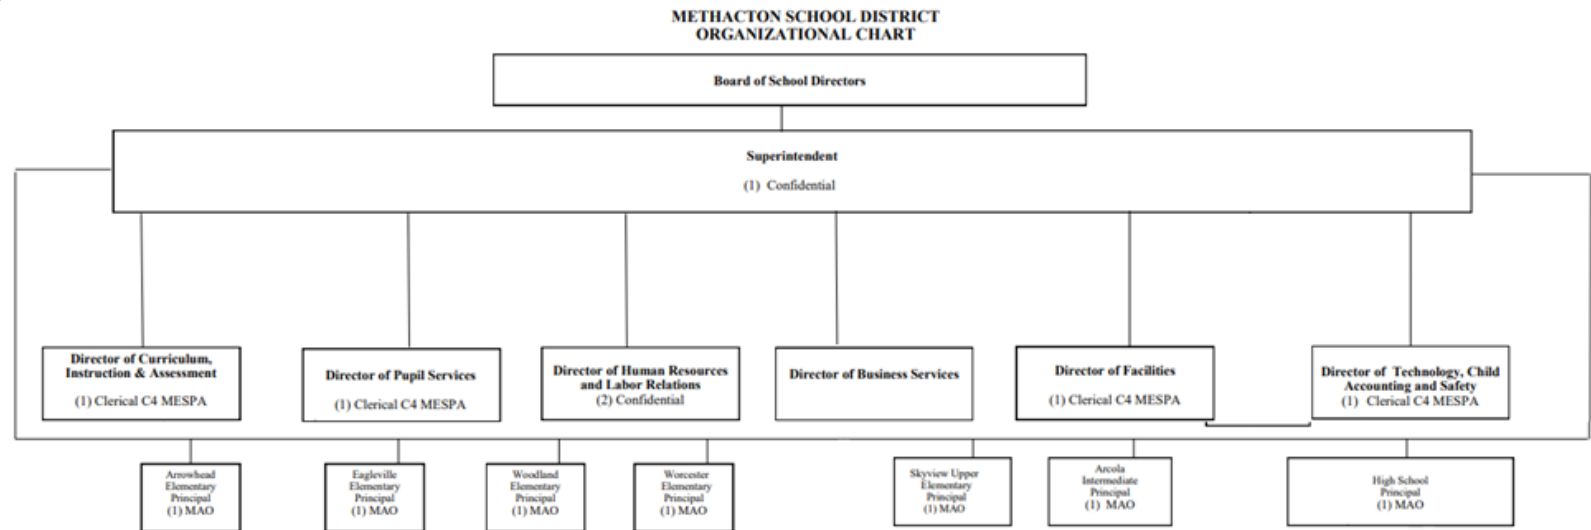 METHACTON SCHOOL DISTRICT
ORGANIZATIONAL CHART
Board of School Directors
Superintendent
(1) Confidential
Director of Curriculum,
Instruction & Assessment
(1) Clerical C4 MESPA
Director of Pupil Services
(1) Clerical C4 MESPA
Director of Human Resources
and Labor Relations
(2) Confidential
Director of Business Services
Director of Facilities
(1) Clerical C4 MESPA
Director of Technology, Child
Accounting and Safety
(1) Clerical C4 MESPA
Arrowhead
Elementary
Principal
(1) MAO
Eagleville
Elementary
Principal
(1) MAO
Woodland
Elementary
Principal
(1) MAO
Worcester
Elementary
Principal
(1) MAO
Skyview Upper
Elementary
Principal
(1) MAO
Arcola
Intermediate
Principal
(1) MAO
High School
Principal
(1) MAO